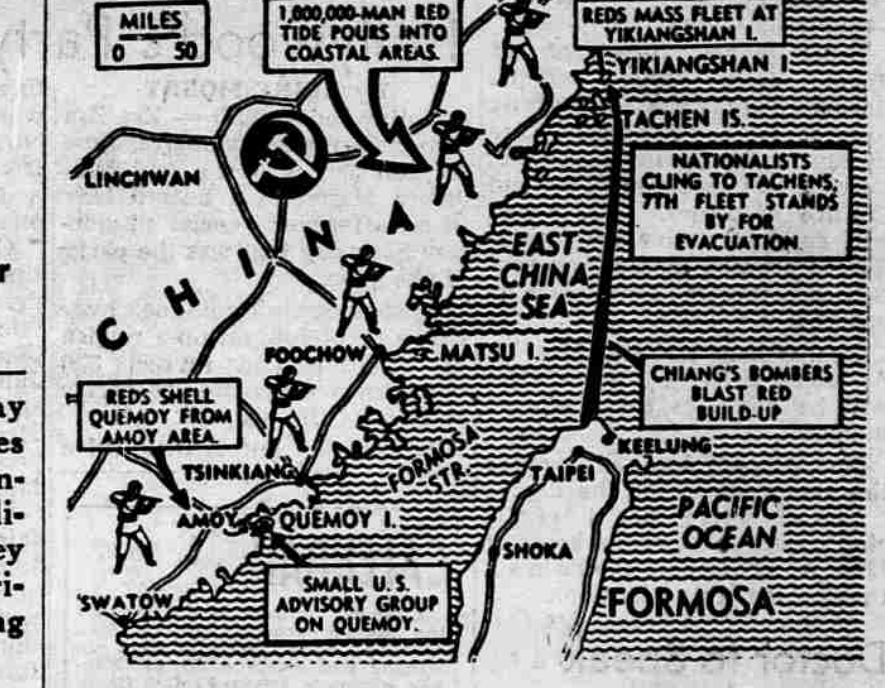 MILES
0 50
1,000,000-MAN RED
TIDE POURS INTO
COASTAL AREAS.
REDS MASS FLEET AT
YIKIANGSHAN I.
YIKIANGSHAN I
TACHEN IS.
NATIONALISTS
CLING TO TACHENS;
7TH FLEET STANDS
BY FOR
EVACUATION.
LINCHWAN
CHINA
EAST
CHINA
SEA
FOOCHOW
MATSU I.
CHIANG'S BOMBERS
BLAST RED
BUILD-UP
REDS SHELL
QUEMOY FROM
AMOY AREA.
KEELUNG
TSINKIANG
FORMOSA
STR.
TAIPEI
AMOY
QUEMOY I.
PACIFIC
OCEAN
SHOKA
SMALL U. S.
ADVISORY GROUP
ON QUEMOY.
SWATOW
FORMOSA
r
ay
es
n-
li-
ey
ri-
ng